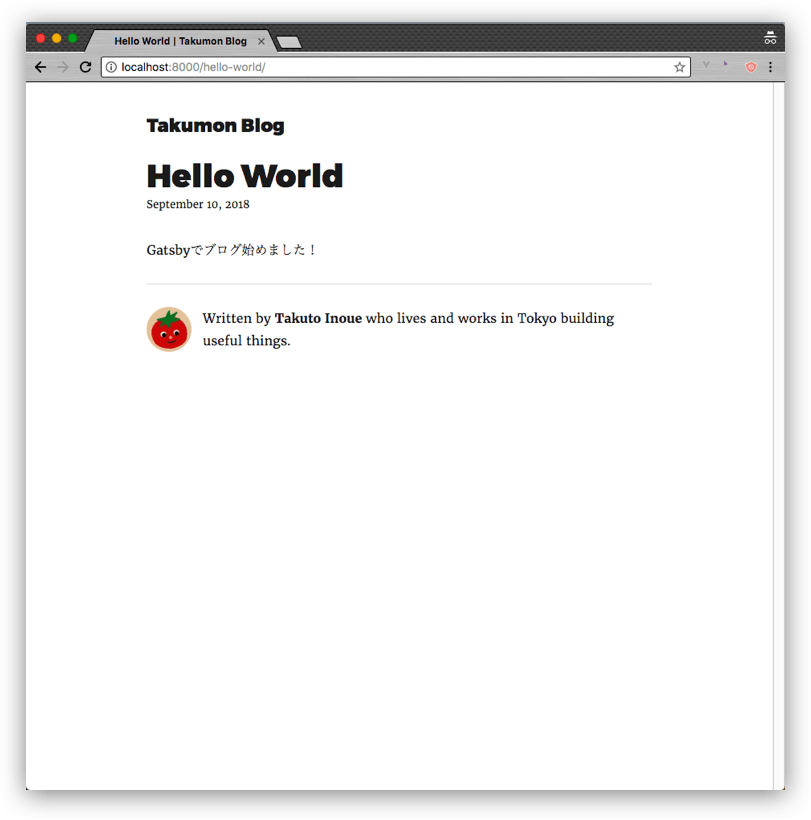 Hello World | Takumon Blog
localhost:8000/hello-world/
Takumon Blog
Hello World
September 10, 2018
Gatsbyでブログ始めました！
Written by Takuto Inoue who lives and works in Tokyo building
useful things.